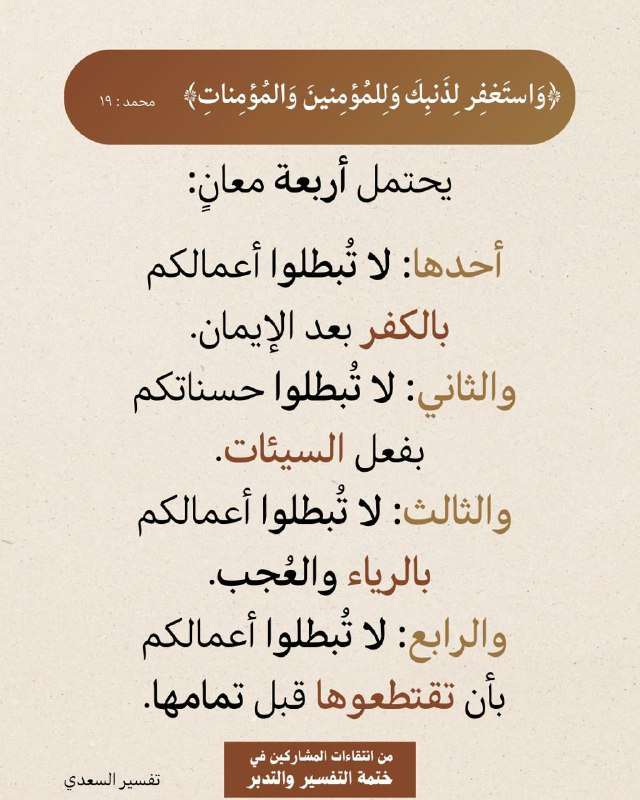 ﴿وَاستَغفِر لِذَنبِكَ وَلِلمُؤمِنينَ وَالمُؤمِناتِ﴾ محمد: ١٩
يحتمل أربعة معانٍ:
أحدها: لا تُبطلوا أعمالكم
بالكفر بعد الإيمان.
والثاني: لا تُبطلوا حسناتكم
بفعل السيئات.
والثالث: لا تُبطلوا أعمالكم
بالرياء والعُجب.
والرابع: لا تُبطلوا أعمالكم
بأن تقتطعوها قبل تمامها.
من انتقاءات المشاركين في
ختمة التفسير والتدبر
تفسير السعدي